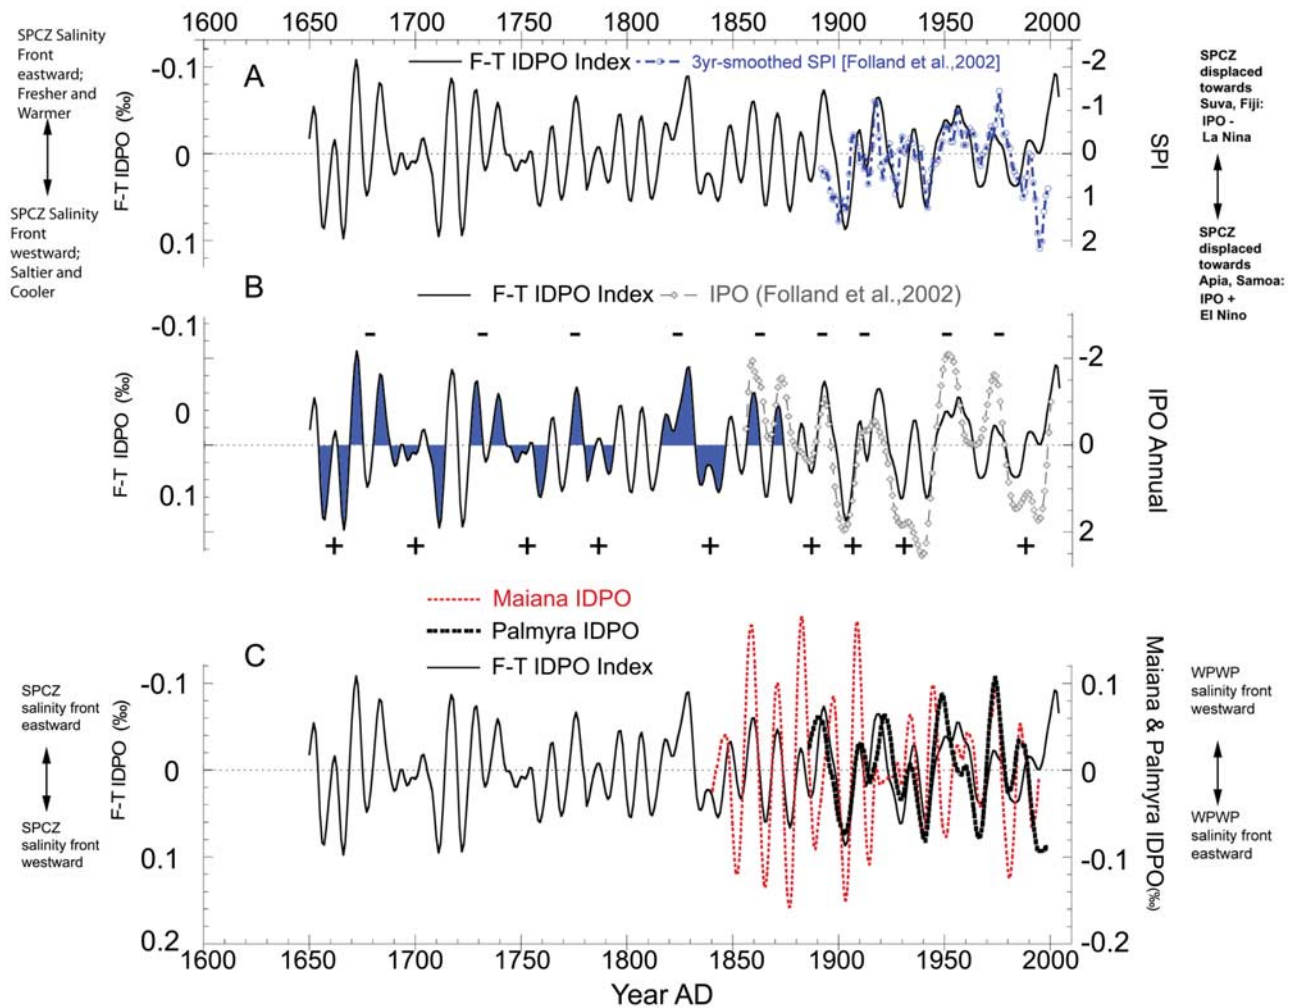 1600 1650 1700 1750 1800 1850 1900 1950 2000
SPCZ Salinity
Front
eastward;
Fresher and
Warmer
SPCZ Salinity
Front
westward;
Saltier and
Cooler
F-T IDPO (‰)
-0.1
0
0.1
A
F-T IDPO Index
3yr-smoothed SPI [Folland et al.,2002]
-2
-1
0
1
2
SPI
SPCZ
displaced
towards
Suva, Fiji:
IPO -
La Nina
SPCZ
displaced
towards
Apia, Samoa:
IPO +
El Nino
B
F-T IDPO Index
IPO (Folland et al.,2002)
F-T IDPO (‰)
-0.1
0
0.1
- - - - - - - - -
+ + + + + + + + +
-2
0
2
IPO Annual
Maiana IDPO
Palmyra IDPO
F-T IDPO Index
C
SPCZ
salinity front
eastward
SPCZ
salinity front
westward
F-T IDPO (‰)
-0.1
0
0.1
0.2
0.1
0
-0.1
-0.2
Maiana & Palmyra IDPO(‰)
WPWP
salinity front
westward
WPWP
salinity front
eastward
1600 1650 1700 1750 1800 1850 1900 1950 2000
Year AD